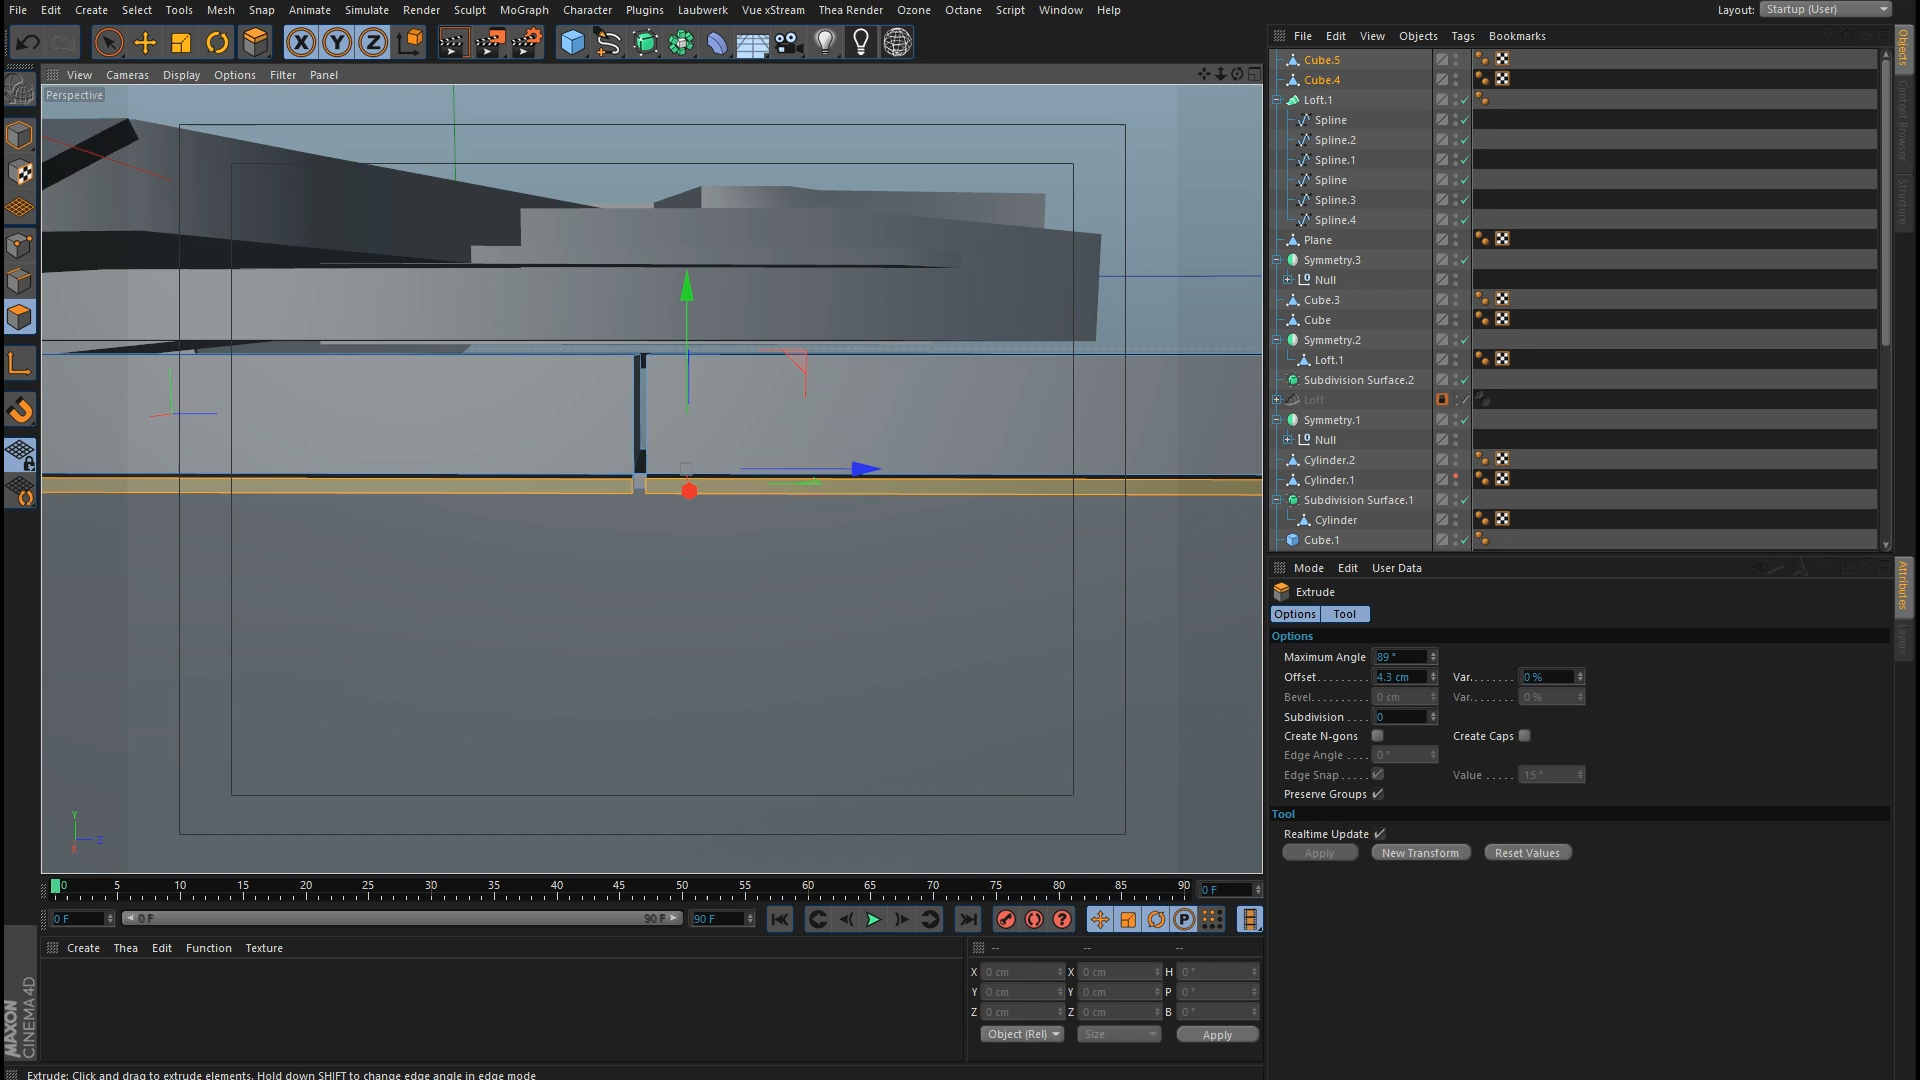 File Edit Create Select Tools Mesh Snap Animate Simulate Render Sculpt MoGraph Character Plugins Laubwerk Vue xStream Thea Render Ozone Octane Script Window Help
Layout: Startup (User)
View Cameras Display Options Filter Panel
Perspective
File Edit View Objects Tags Bookmarks
Cube.5
Cube.4
Loft.1
Spline
Spline.2
Spline.1
Spline
Spline.3
Spline.4
Plane
Symmetry.3
Null
Cube.3
Cube
Symmetry.2
Loft.1
Subdivision Surface.2
Loft
Symmetry.1
Null
Cylinder.2
Cylinder.1
Subdivision Surface.1
Cylinder
Cube.1
Objects
Content Browser
Structure
Mode Edit User Data
Extrude
Options Tool
Options
Maximum Angle 89 °
Offset......... 4.3 cm Var....... 0 %
Bevel.......... 0 cm Var....... 0 %
Subdivision .... 0
Create N-gons Create Caps
Edge Angle .... 0 °
Edge Snap..... Value ..... 15 °
Preserve Groups
Tool
Realtime Update
Apply New Transform Reset Values
Attributes
Layers
Y
Z
X
0 5 10 15 20 25 30 35 40 45 50 55 60 65 70 75 80 85 90 0 F
0 F 0 F 90 F 90 F
Create Thea Edit Function Texture
-- -- --
X 0 cm X 0 cm H 0 °
Y 0 cm Y 0 cm P 0 °
Z 0 cm Z 0 cm B 0 °
Object (Rel) Size Apply
MAXON
CINEMA 4D
Extrude: Click and drag to extrude elements. Hold down SHIFT to change edge angle in edge mode